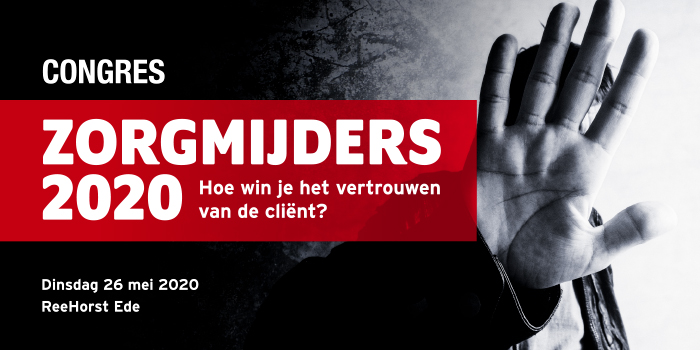 CONGRES
ZORGMIJDERS
2020
Hoe win je het vertrouwen
van de cliënt?
Dinsdag 26 mei 2020
ReeHorst Ede